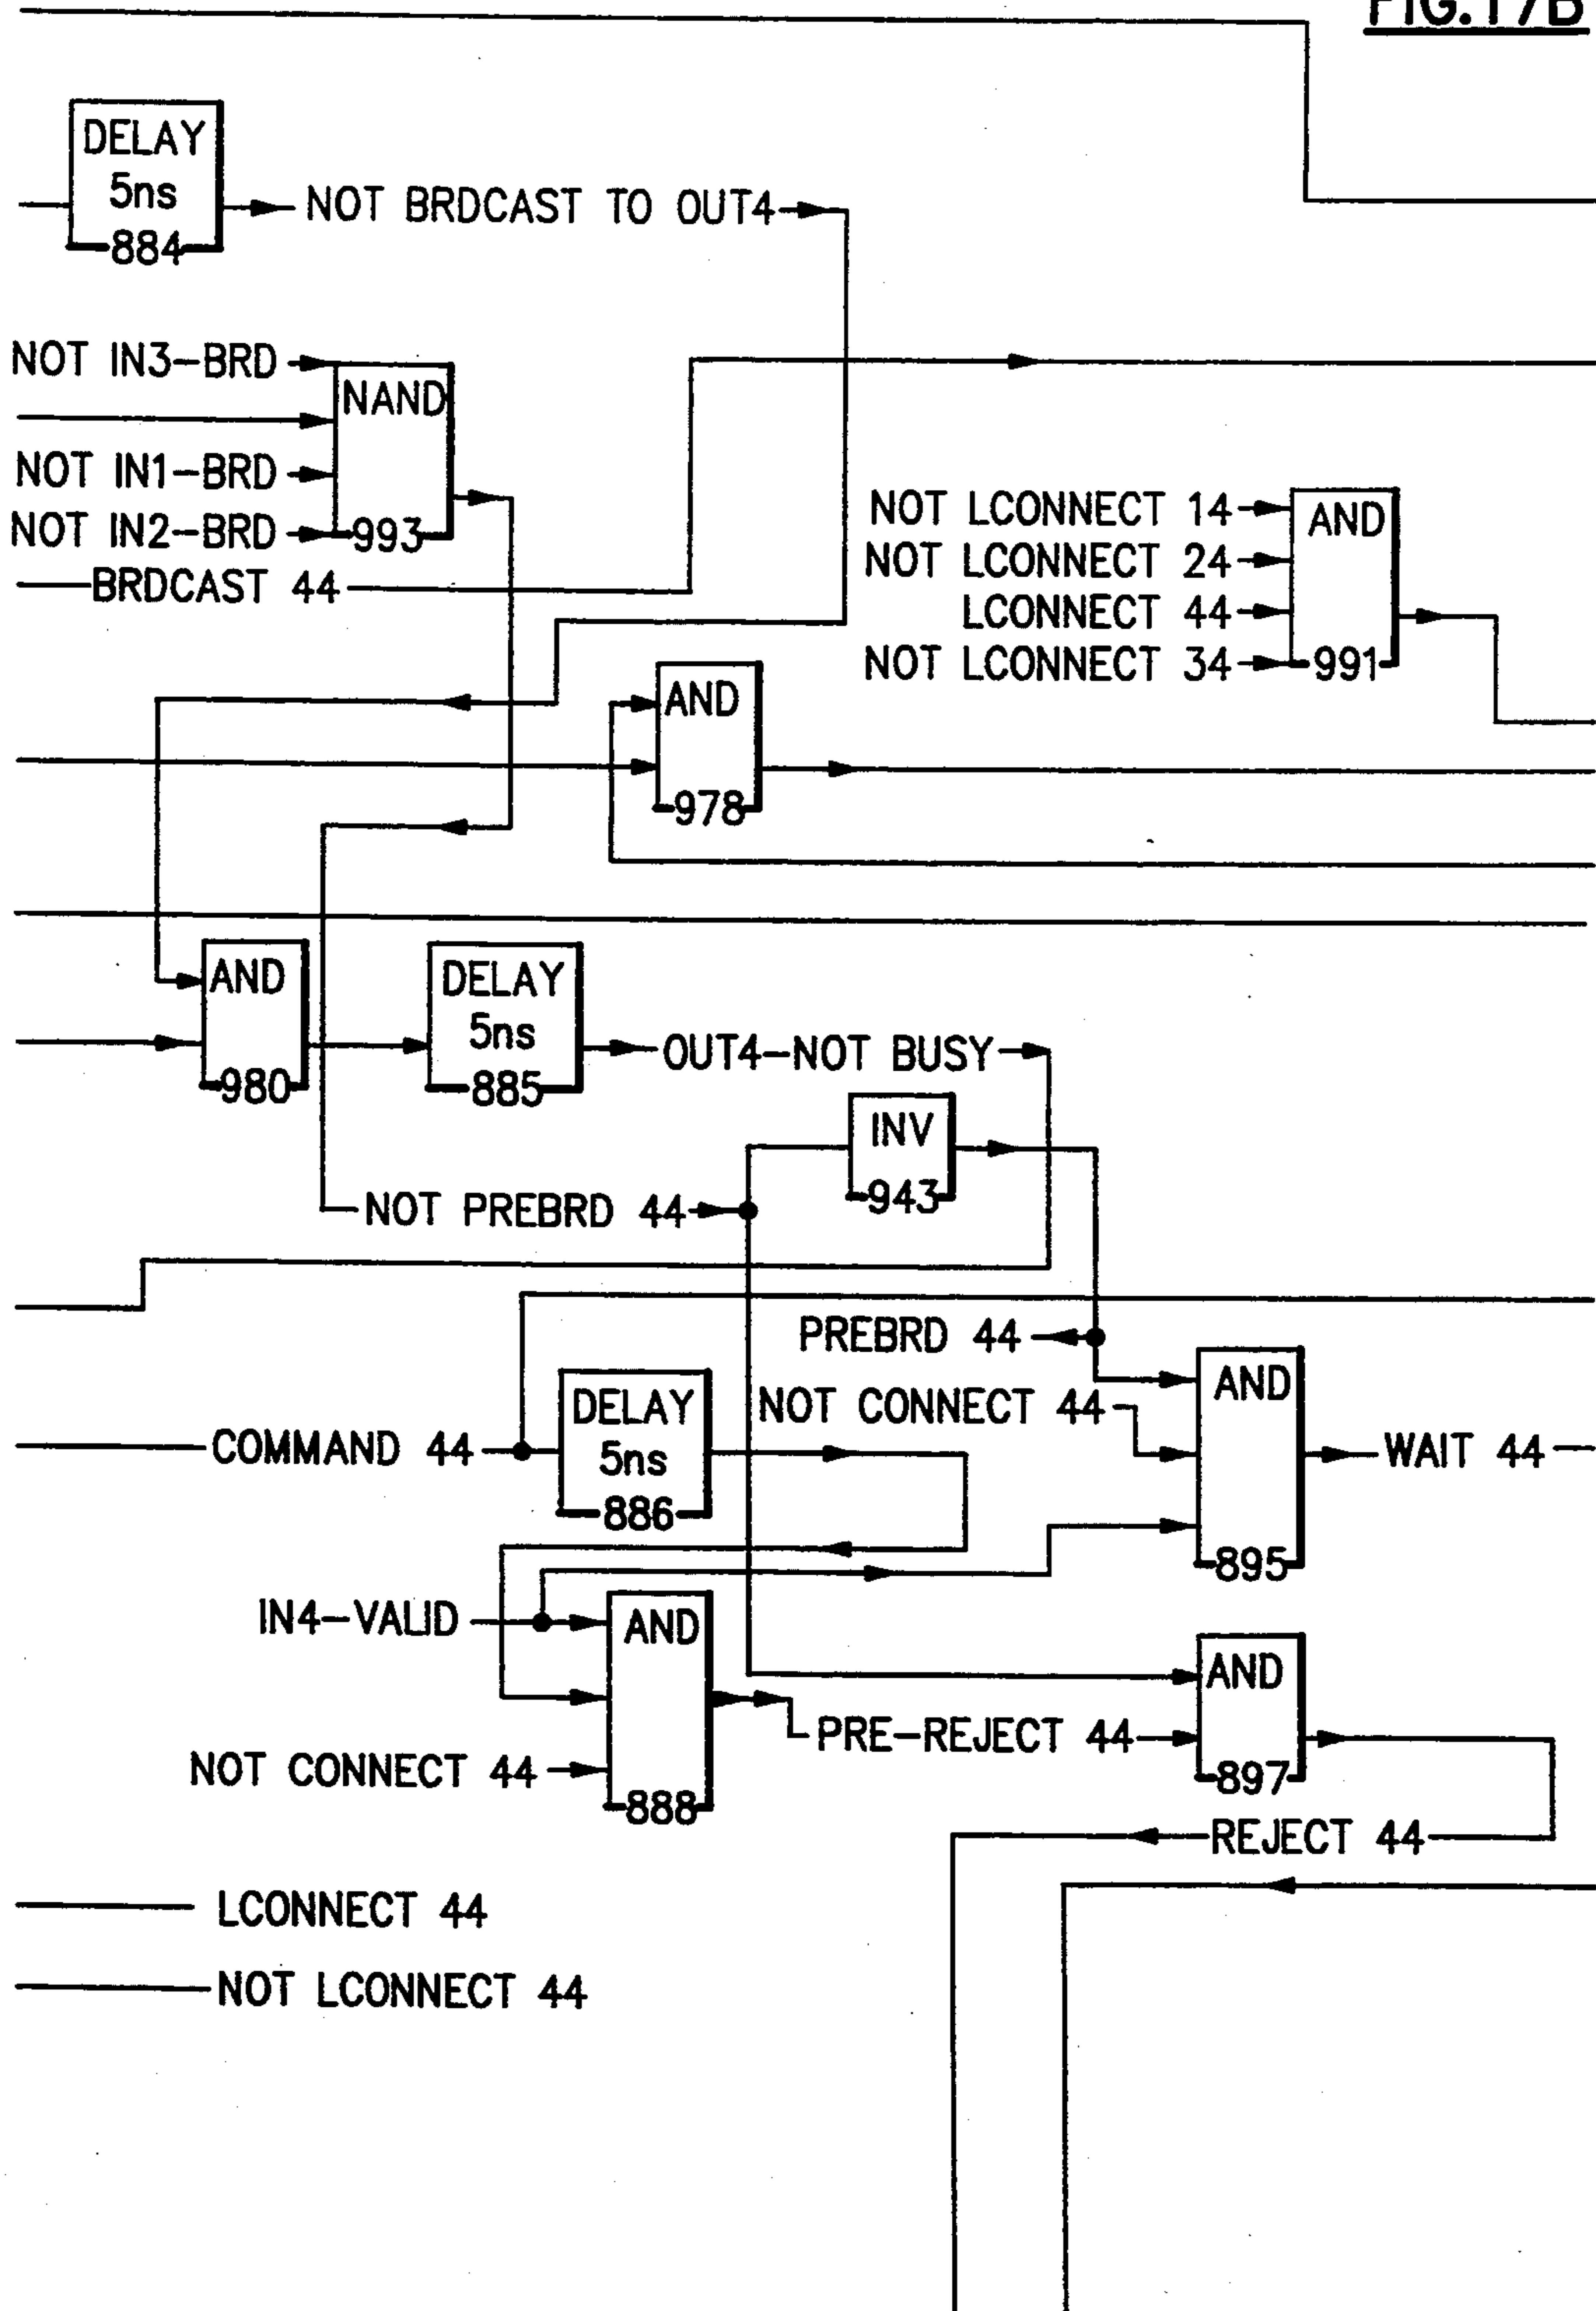 FIG.17B
DELAY
5ns
884
NOT BRDCAST TO OUT4
NOT IN3-BRD
NAND
NOT IN1-BRD
NOT IN2-BRD
993
BRDCAST 44
NOT LCONNECT 14
AND
NOT LCONNECT 24
LCONNECT 44
NOT LCONNECT 34
991
AND
978
AND
980
DELAY
5ns
885
OUT4-NOT BUSY
INV
943
NOT PREBRD 44
PREBRD 44
AND
NOT CONNECT 44
895
WAIT 44
COMMAND 44
DELAY
5ns
886
IN4-VALID
AND
NOT CONNECT 44
888
PRE-REJECT 44
AND
897
REJECT 44
LCONNECT 44
NOT LCONNECT 44